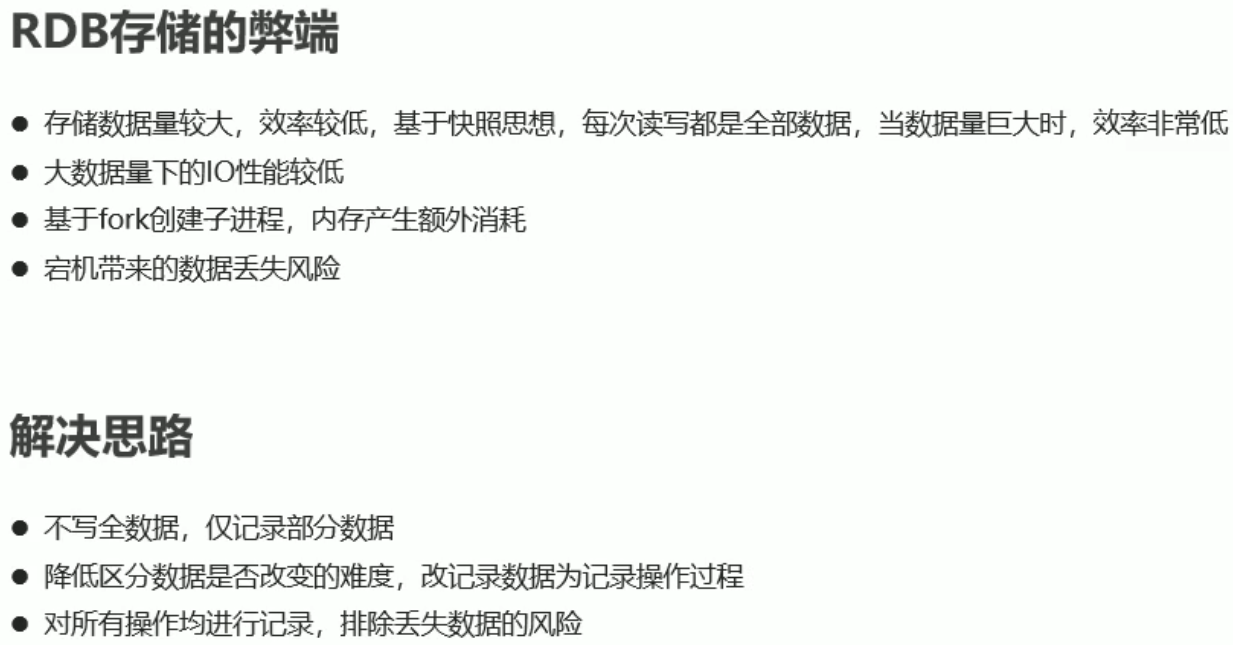 RDB存储的弊端
● 存储数据量较大，效率较低，基于快照思想，每次读写都是全部数据，当数据量巨大时，效率非常低
● 大数据量下的IO性能较低
● 基于fork创建子进程，内存产生额外消耗
● 宕机带来的数据丢失风险
解决思路
● 不写全数据，仅记录部分数据
● 降低区分数据是否改变的难度，改记录数据为记录操作过程
● 对所有操作均进行记录，排除丢失数据的风险